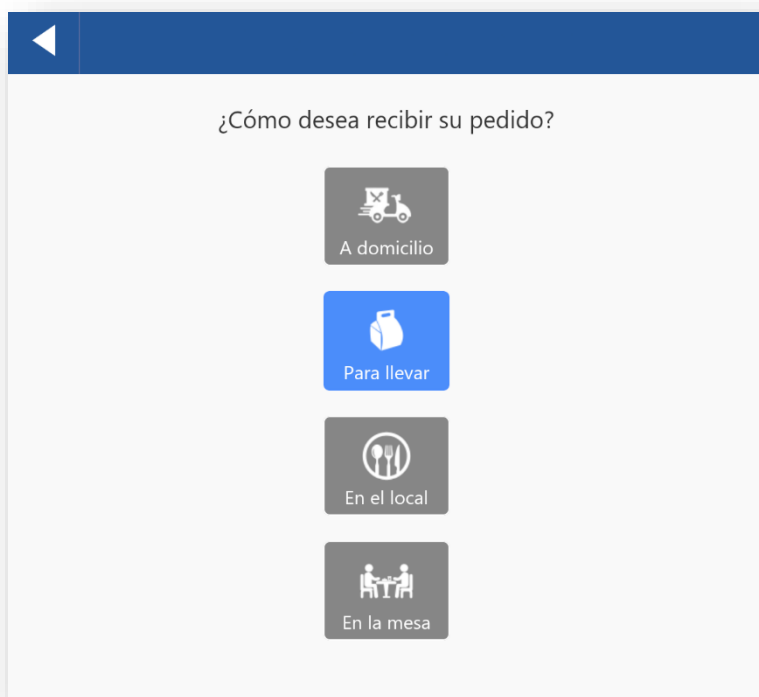 ¿Cómo desea recibir su pedido?
A domicilio
Para llevar
En el local
En la mesa